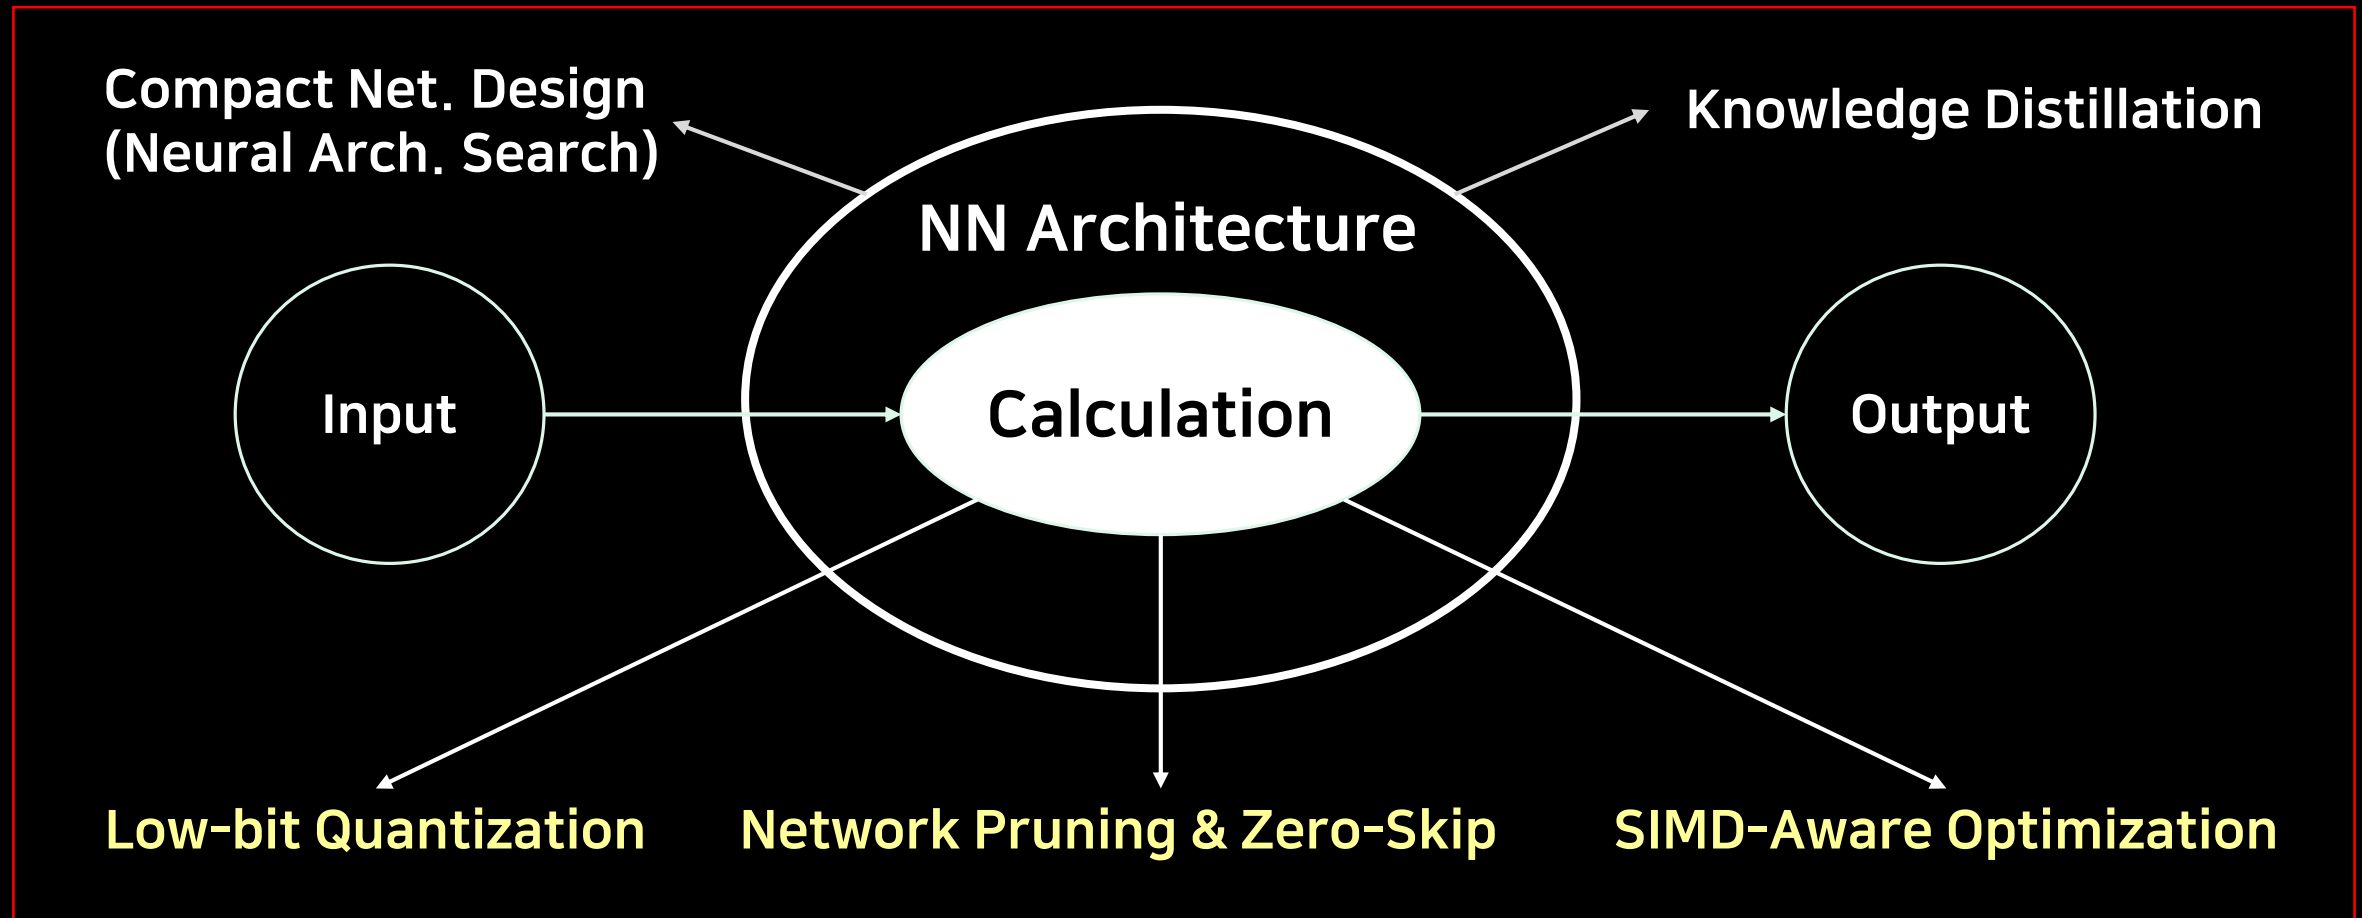 Compact Net. Design
(Neural Arch. Search)
Knowledge Distillation
NN Architecture
Input
Calculation
Output
Low-bit Quantization
Network Pruning & Zero-Skip
SIMD-Aware Optimization